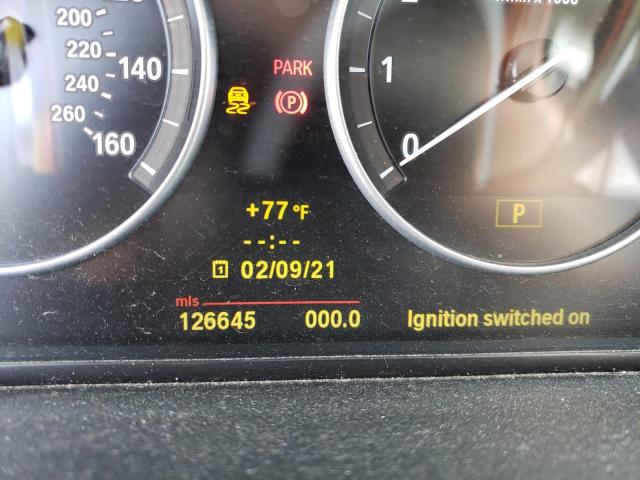 200
220
140
240
260
160
PARK
P
1
0
+77 °F
--:--
1 02/09/21
mls
126645 000.0
P
Ignition switched on